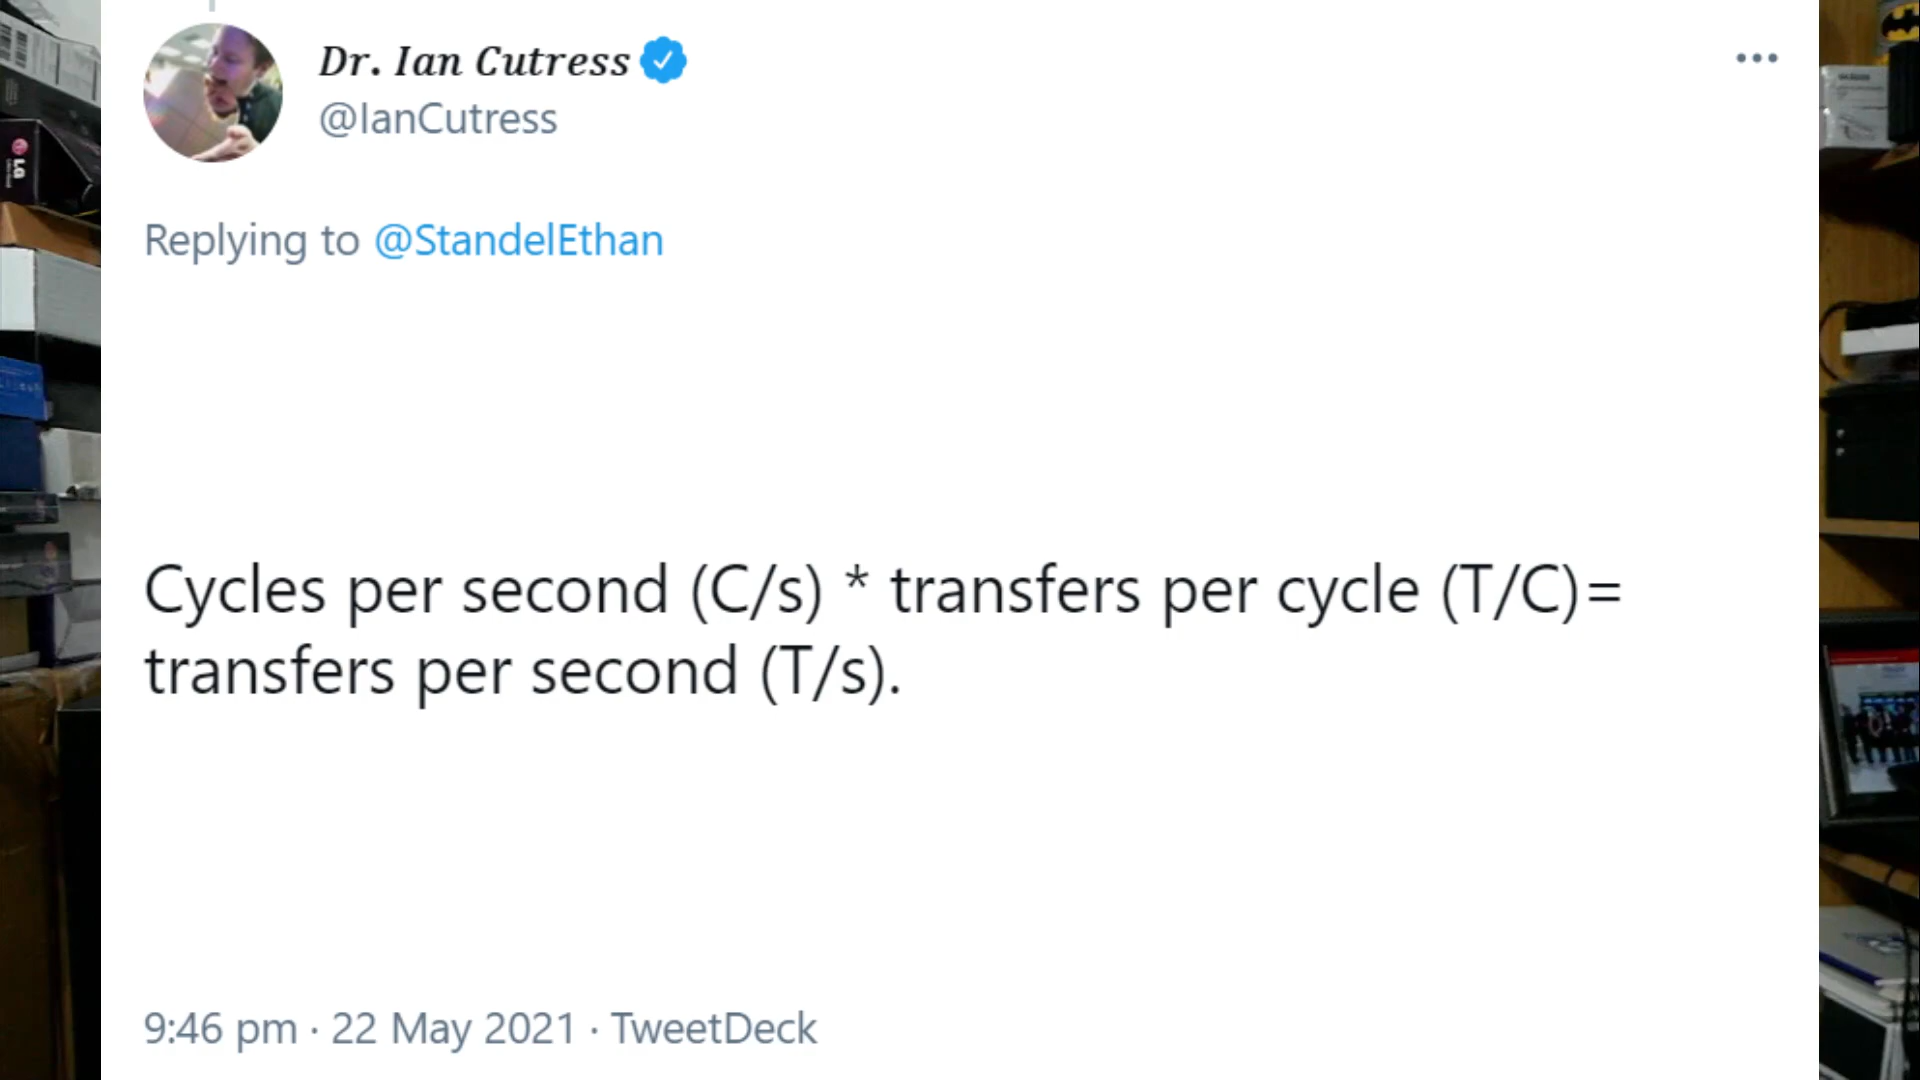 Dr. Ian Cutress
@IanCutress
Replying to @StandelEthan
Cycles per second (C/s) * transfers per cycle (T/C)=
transfers per second (T/s).
9:46 pm · 22 May 2021 · TweetDeck
LG